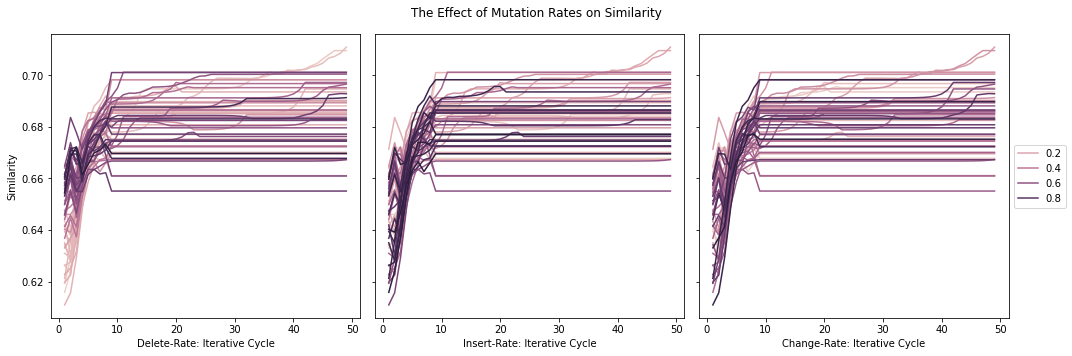 The Effect of Mutation Rates on Similarity
Similarity
0.70
0.68
0.66
0.64
0.62
0 10 20 30 40 50
0 10 20 30 40 50
0 10 20 30 40 50
Delete-Rate: Iterative Cycle
Insert-Rate: Iterative Cycle
Change-Rate: Iterative Cycle
0.2
0.4
0.6
0.8